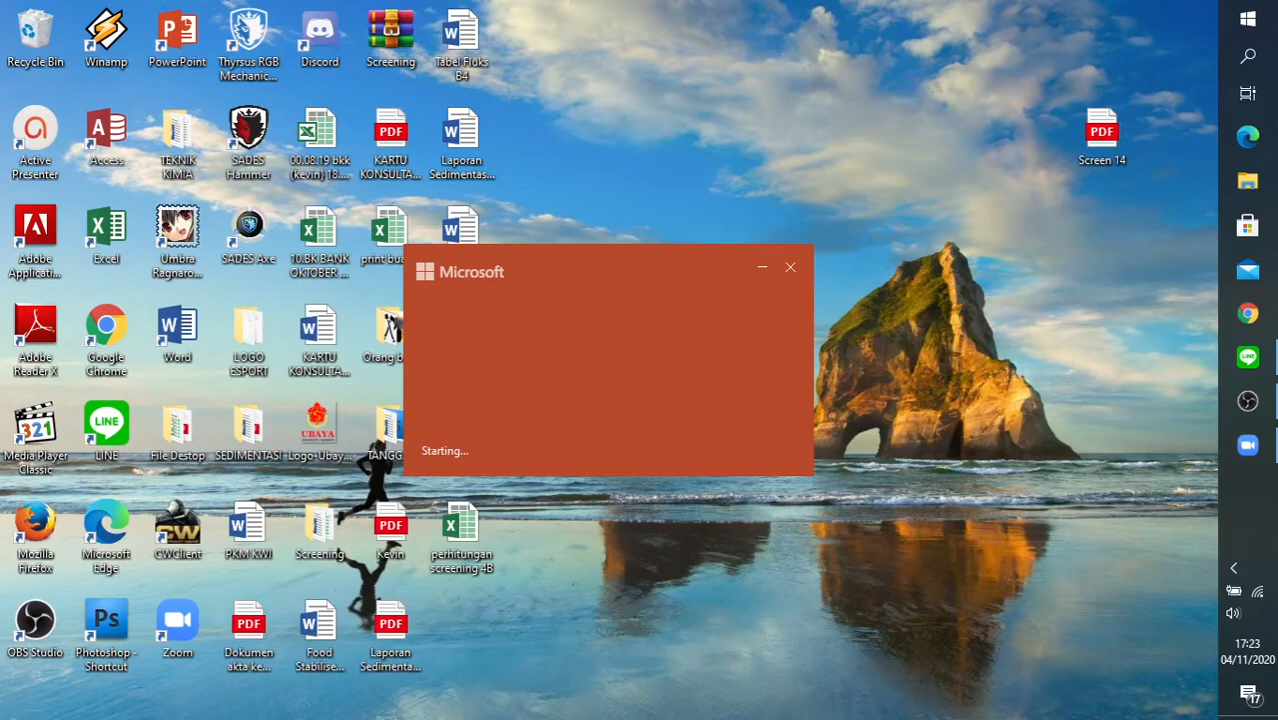 Recycle Bin
Winamp
PowerPoint
Thyrsus RGB
Mechanic...
Discord
Screening
Tabel Fluks
B4
Active
Presenter
Access
TEKNIK
KIMIA
SADES
Hammer
00.08.19 bkk
(kevin) 18....
KARTU
KONSULTA...
Laporan
Sedimentas...
Screen 14
Adobe
Applicati...
Excel
Umbra
Ragnaro...
SADES Axe
10.BK BANK
OKTOBER ...
print bua
Microsoft
Adobe
Reader X
Google
Chrome
Word
LOGO
ESPORT
KARTU
KONSULTA...
Orang b
Media Player
Classic
LINE
File Destop
SEDIMENTASI
Logo-Ubay...
TANGG
Starting...
Mozilla
Firefox
Microsoft
Edge
CWClient
PKM KWI
Screening
Kevin
perhitungan
screening 4B
OBS Studio
Photoshop -
Shortcut
Zoom
Dokumen
akta ke...
Food
Stabilise...
Laporan
Sedimenta...
PDF
PDF
321
LINE
UBAYA
PDF
Ps
PDF
PDF
LINE
17:23
04/11/2020
17